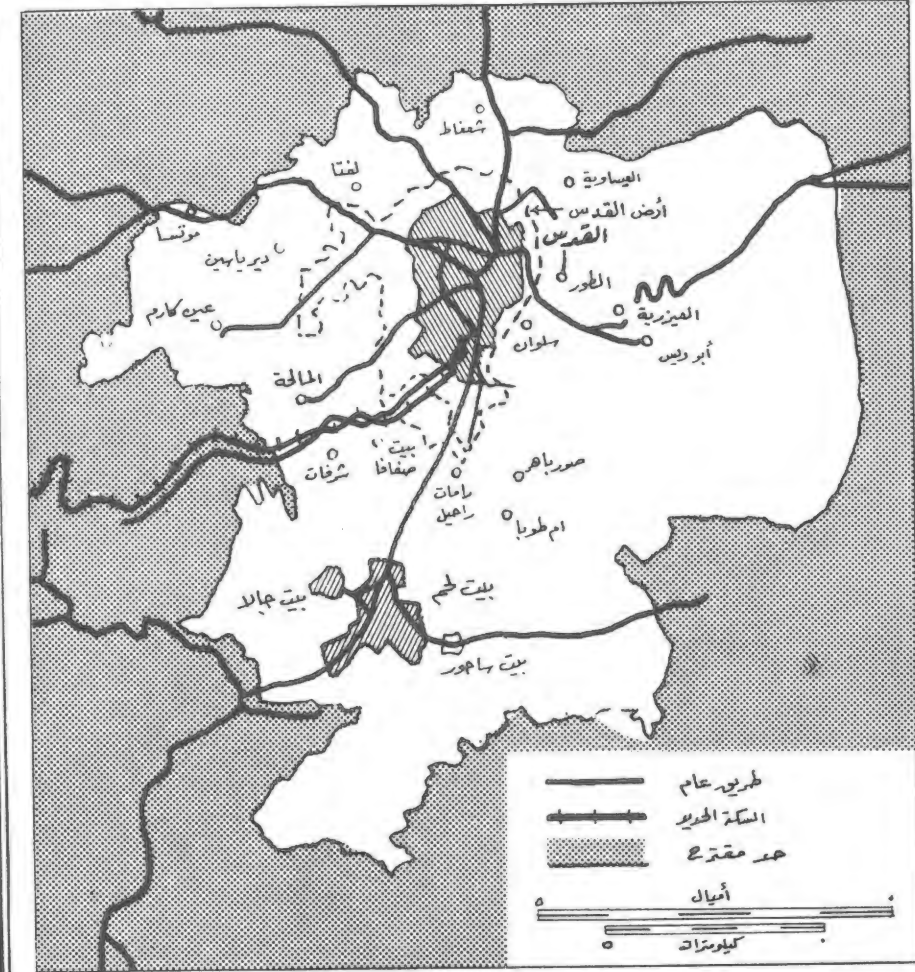 شعفاط
لفتا
العيساوية
أرض القدس
القدس
موتسا
دير ياسين
الطور
عين كارم
العيزرية
سلوان
أبو ديس
المالحة
بيت
صفافا
شرفات
صور باهر
رامات
راحيل
ام طوبا
بيت جالا
بيت لحم
بيت ساحور
طريق عام
السكة الحديد
حد مقترح
أميال
كيلومترات